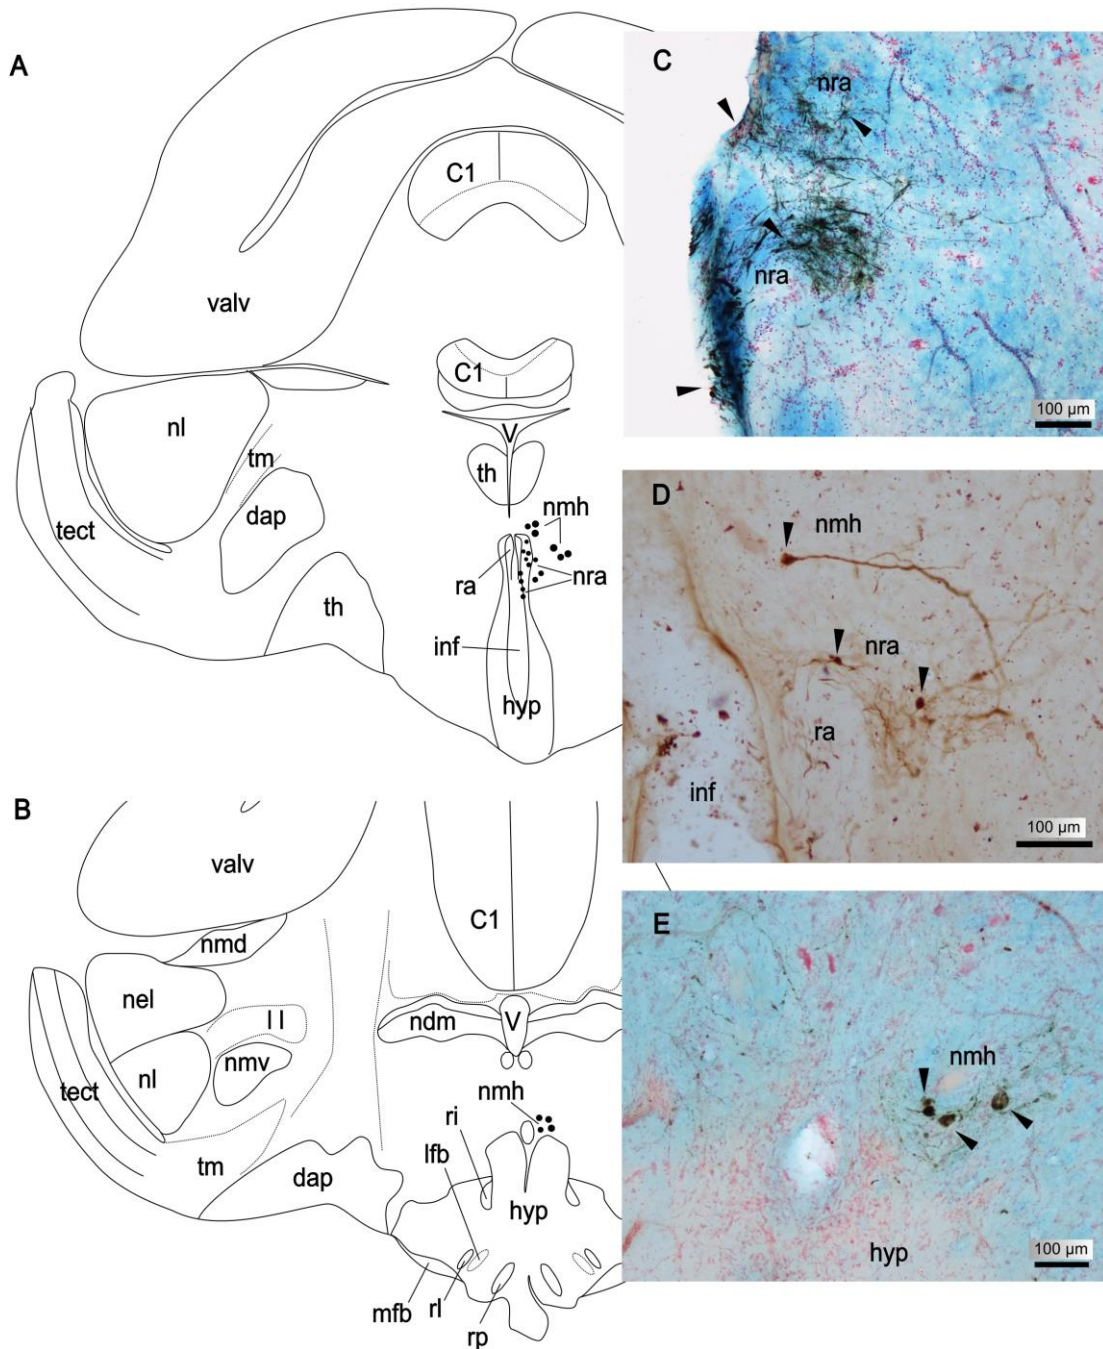 A
C1
valv
C1
nl
V
tm
th
tect
dap
nmh
ra
nra
th
inf
hyp
C
nra
nra
100 µm
D
nmh
nra
ra
inf
100 µm
B
valv
C1
nmd
nel
ndm
V
l l
nl
nmv
tect
nmh
ri
lfb
tm
dap
hyp
mfb
rl
rp
E
nmh
hyp
100 µm